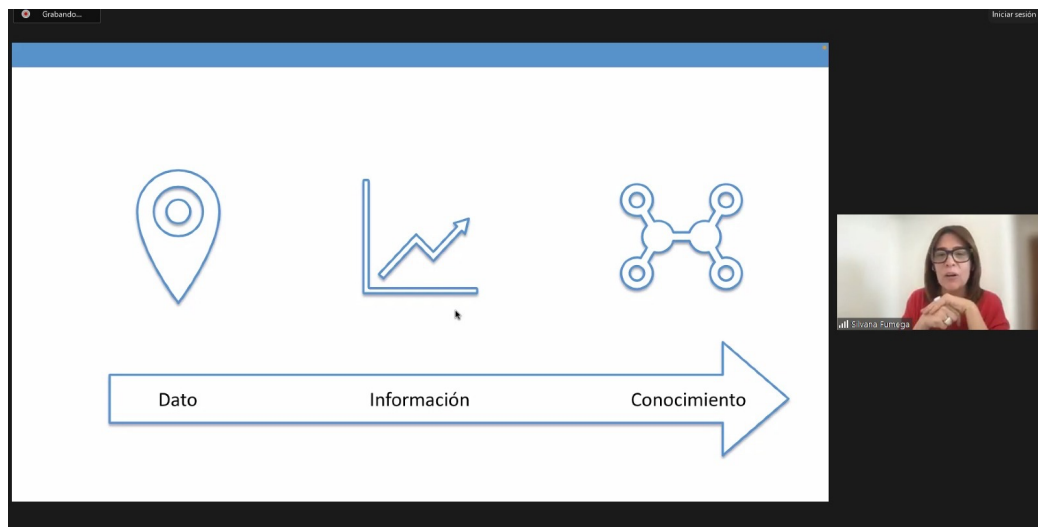 Grabando...
Iniciar sesión
Silvana Fumega
Dato
Información
Conocimiento